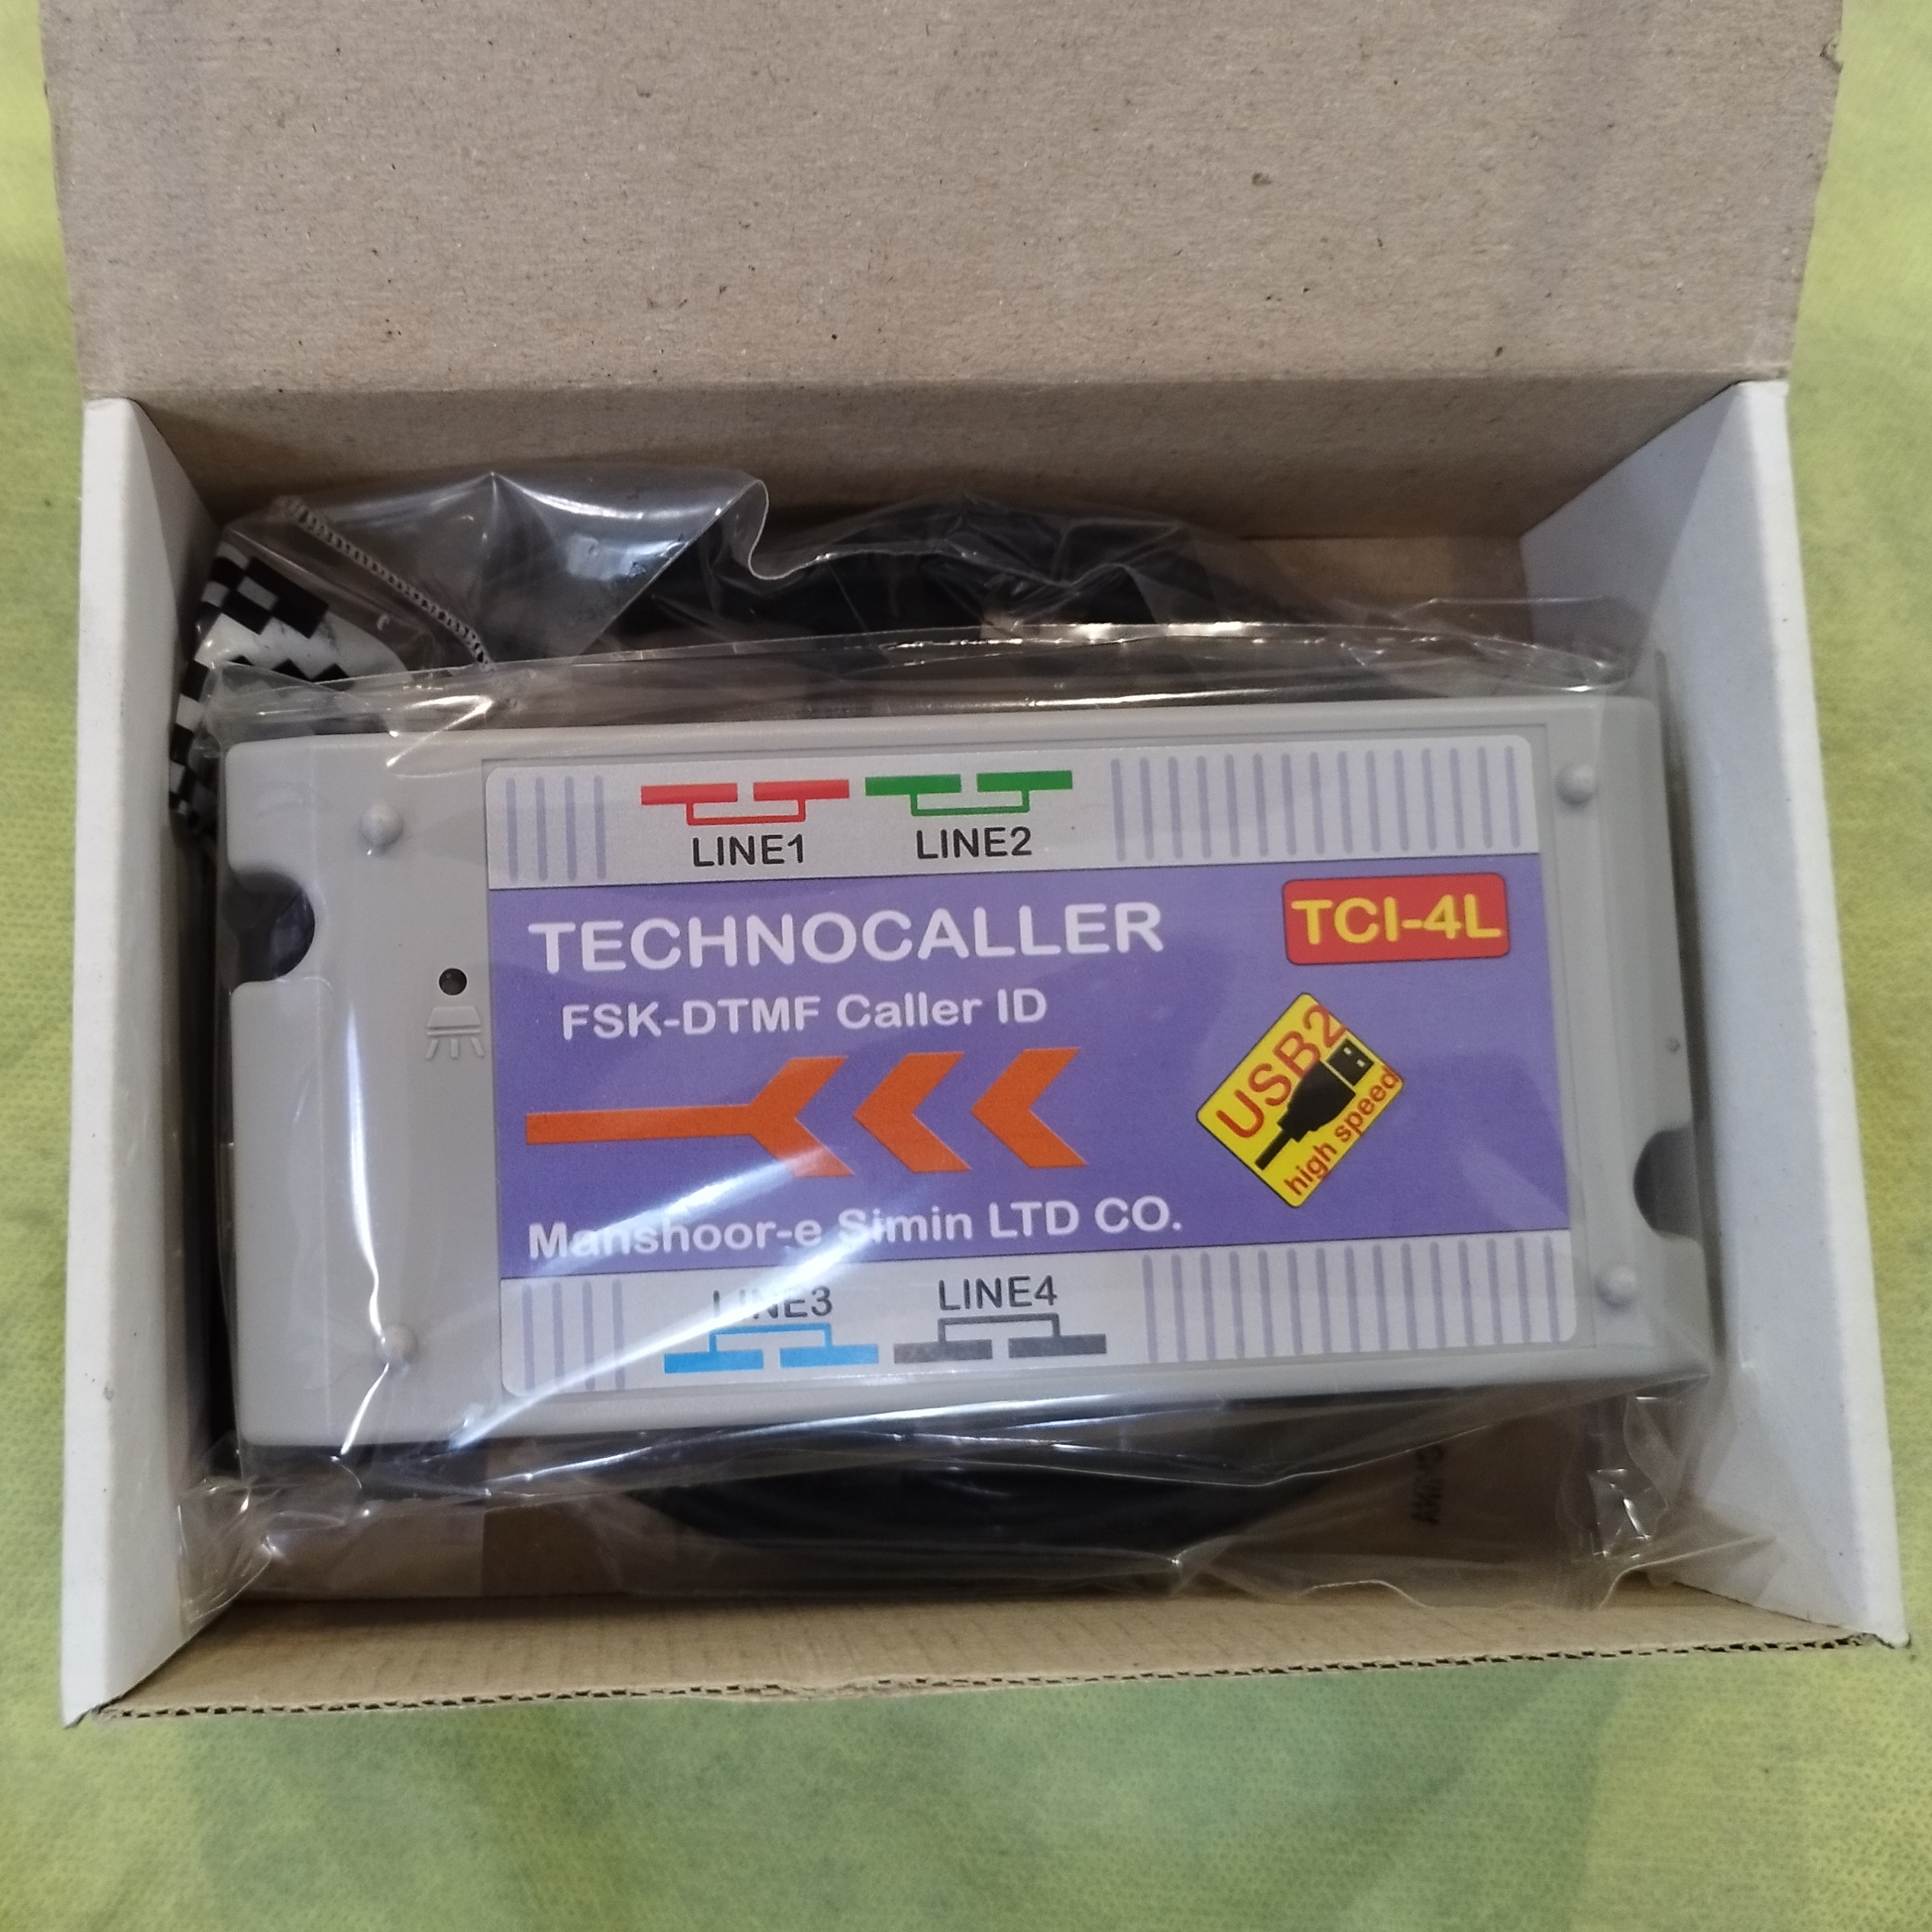 LINE1 LINE2
TECHNOCALLER
TCI-4L
FSK-DTMF Caller ID
USB2
high speed
Manshoor-e Simin LTD CO.
LINE3 LINE4